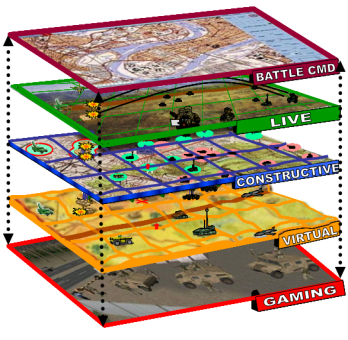 BATTLE CMD
LIVE
CONSTRUCTIVE
VIRTUAL
GAMING